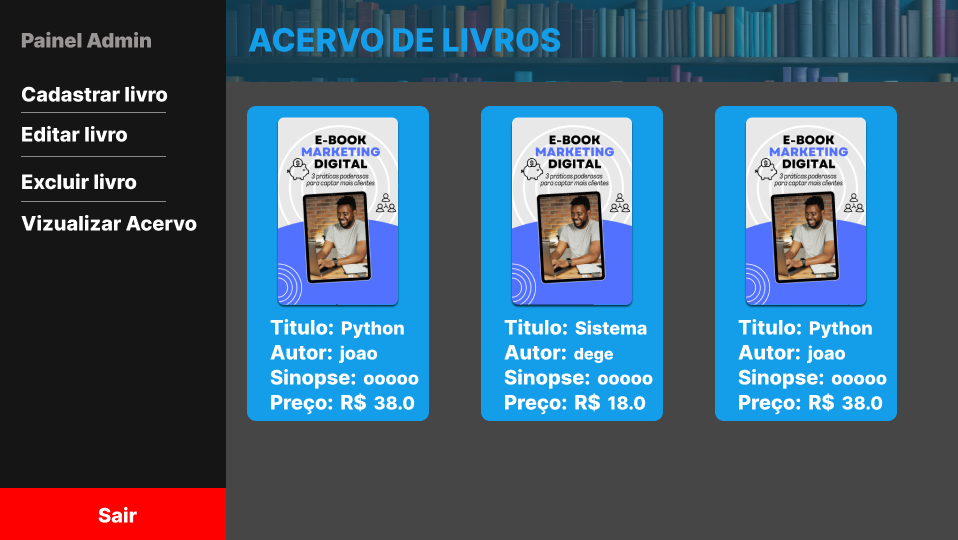 Painel Admin
Cadastrar livro
Editar livro
Excluir livro
Vizualizar Acervo
Sair
ACERVO DE LIVROS
E-BOOK
MARKETING
DIGITAL
3 práticas poderosas
para captar mais clientes
Titulo: Python
Autor: joao
Sinopse: ooooo
Preço: R$ 38.0
E-BOOK
MARKETING
DIGITAL
3 práticas poderosas
para captar mais clientes
Titulo: Sistema
Autor: dege
Sinopse: ooooo
Preço: R$ 18.0
E-BOOK
MARKETING
DIGITAL
3 práticas poderosas
para captar mais clientes
Titulo: Python
Autor: joao
Sinopse: ooooo
Preço: R$ 38.0